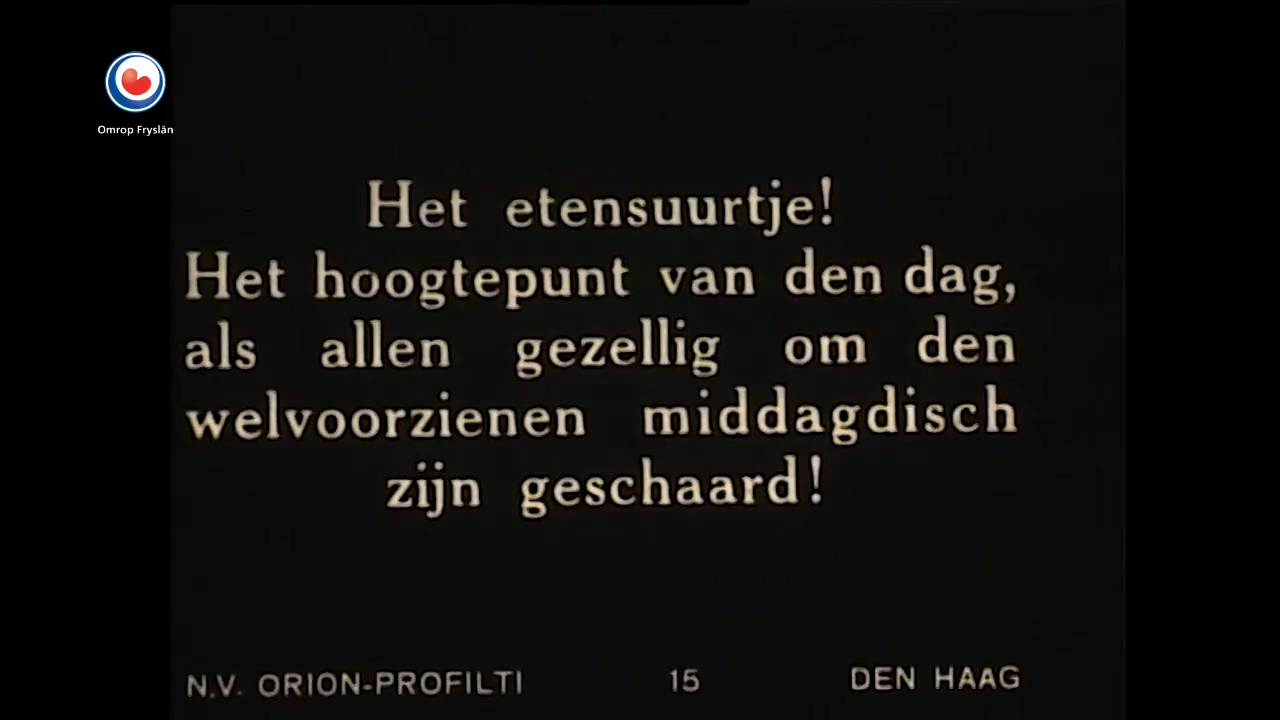 Omrop Fryslân
Het etensuurtje!
Het hoogtepunt van den dag,
als allen gezellig om den
welvoorzienen middagdisch
zijn geschaard!
N.V. ORION-PROFILTI 15 DEN HAAG